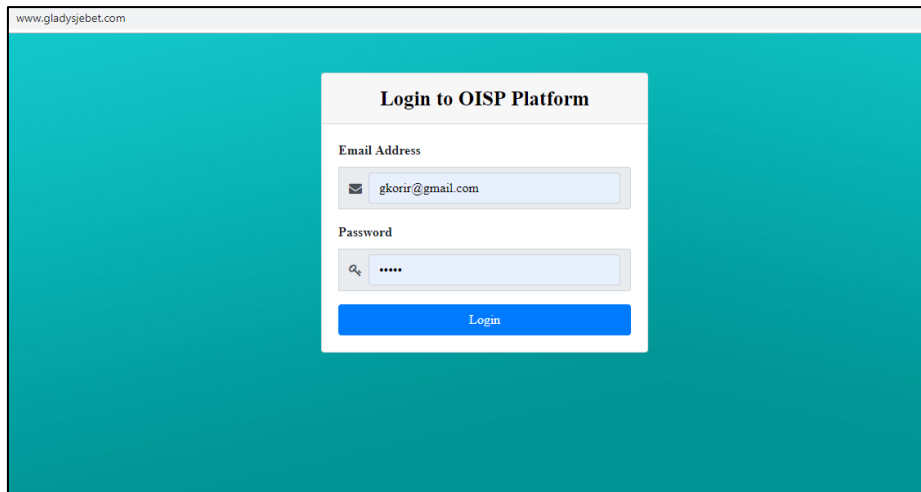 www.gladysjebet.com
Login to OISP Platform
Email Address
gkorir@gmail.com
Password
•••••
Login